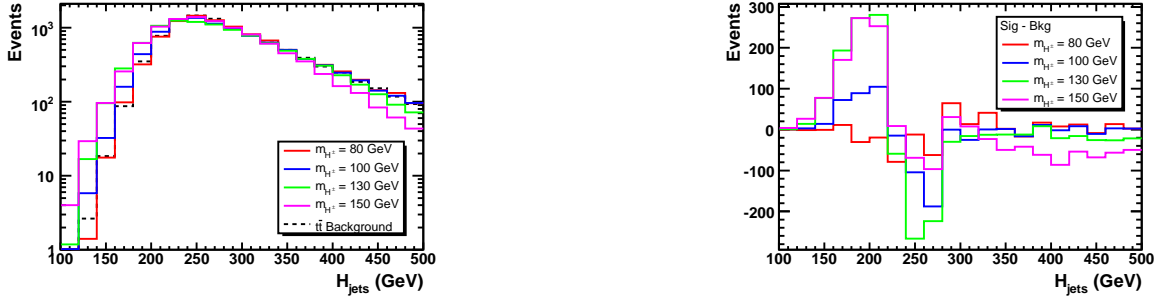 Events
10³
10²
10
1
m_H± = 80 GeV
m_H± = 100 GeV
m_H± = 130 GeV
m_H± = 150 GeV
tt̄ Background
100 150 200 250 300 350 400 450 500
H_jets (GeV)
Events
300
200
100
0
-100
-200
Sig - Bkg
m_H± = 80 GeV
m_H± = 100 GeV
m_H± = 130 GeV
m_H± = 150 GeV
100 150 200 250 300 350 400 450 500
H_jets (GeV)